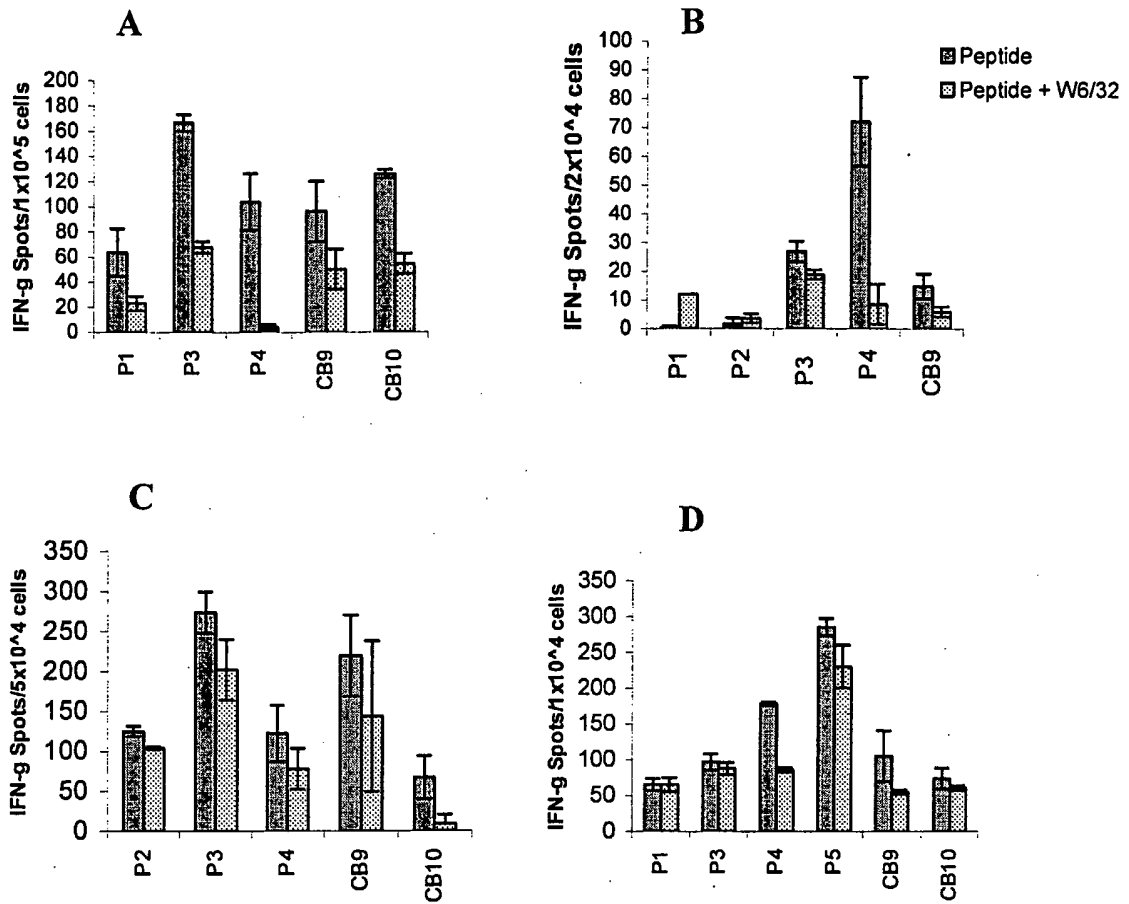 A
IFN-g Spots/1x10^5 cells
200
180
160
140
120
100
80
60
40
20
0
P1 P3 P4 CB9 CB10
B
IFN-g Spots/2x10^4 cells
100
90
80
70
60
50
40
30
20
10
0
P1 P2 P3 P4 CB9
Peptide
Peptide + W6/32
C
IFN-g Spots/5x10^4 cells
350
300
250
200
150
100
50
0
P2 P3 P4 CB9 CB10
D
IFN-g Spots/1x10^4 cells
350
300
250
200
150
100
50
0
P1 P3 P4 P5 CB9 CB10